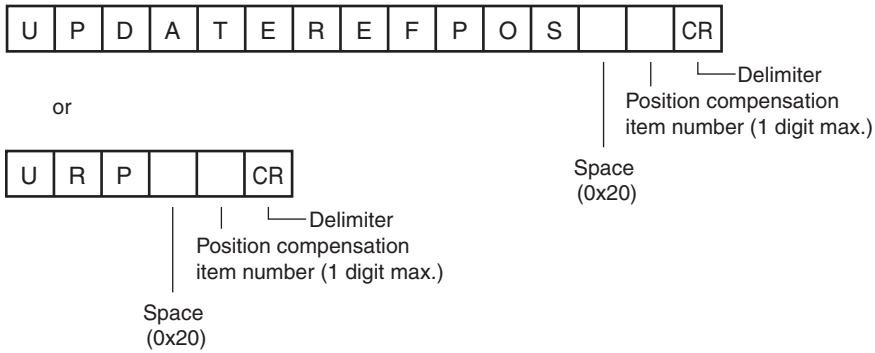 U P D A T E R E F P O S CR
Delimiter
Position compensation
item number (1 digit max.)
Space
(0x20)
or
U R P CR
Delimiter
Position compensation
item number (1 digit max.)
Space
(0x20)